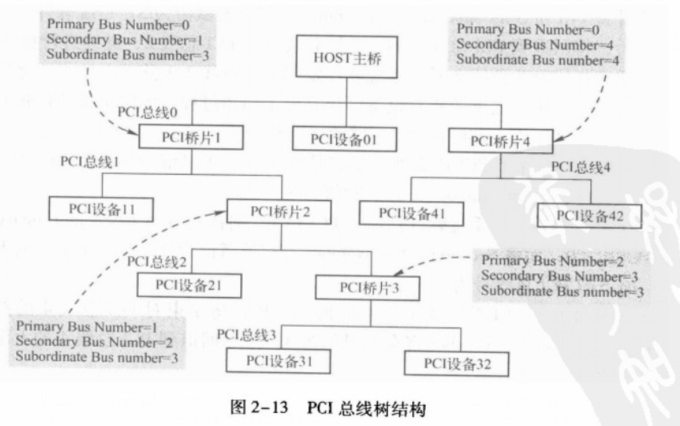 Primary Bus Number=0
Secondary Bus Number=1
Subordinate Bus number=3
Primary Bus Number=0
Secondary Bus Number=4
Subordinate Bus number=4
HOST主桥
PCI总线0
PCI桥片1
PCI设备01
PCI桥片4
PCI总线1
PCI总线4
PCI设备11
PCI桥片2
PCI设备41
PCI设备42
PCI总线2
PCI设备21
PCI桥片3
Primary Bus Number=2
Secondary Bus Number=3
Subordinate Bus number=3
Primary Bus Number=1
Secondary Bus Number=2
Subordinate Bus number=3
PCI总线3
PCI设备31
PCI设备32
图 2-13 PCI 总线树结构